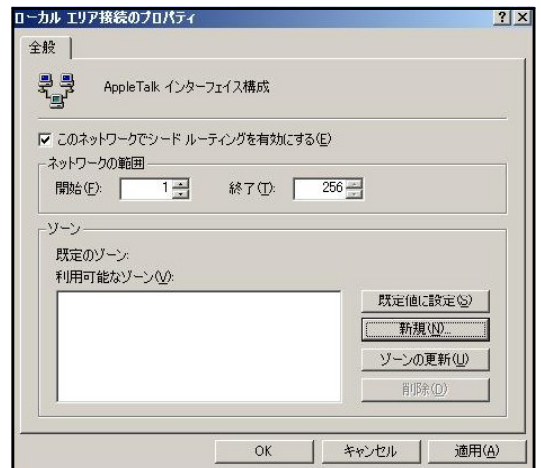 ローカル エリア接続のプロパティ
全般
AppleTalk インターフェイス構成
このネットワークでシード ルーティングを有効にする(E)
ネットワークの範囲
開始(F): 1 終了(T): 256
ゾーン
既定のゾーン:
利用可能なゾーン(V):
既定値に設定(S)
新規(N)...
ゾーンの更新(U)
削除(D)
OK キャンセル 適用(A)